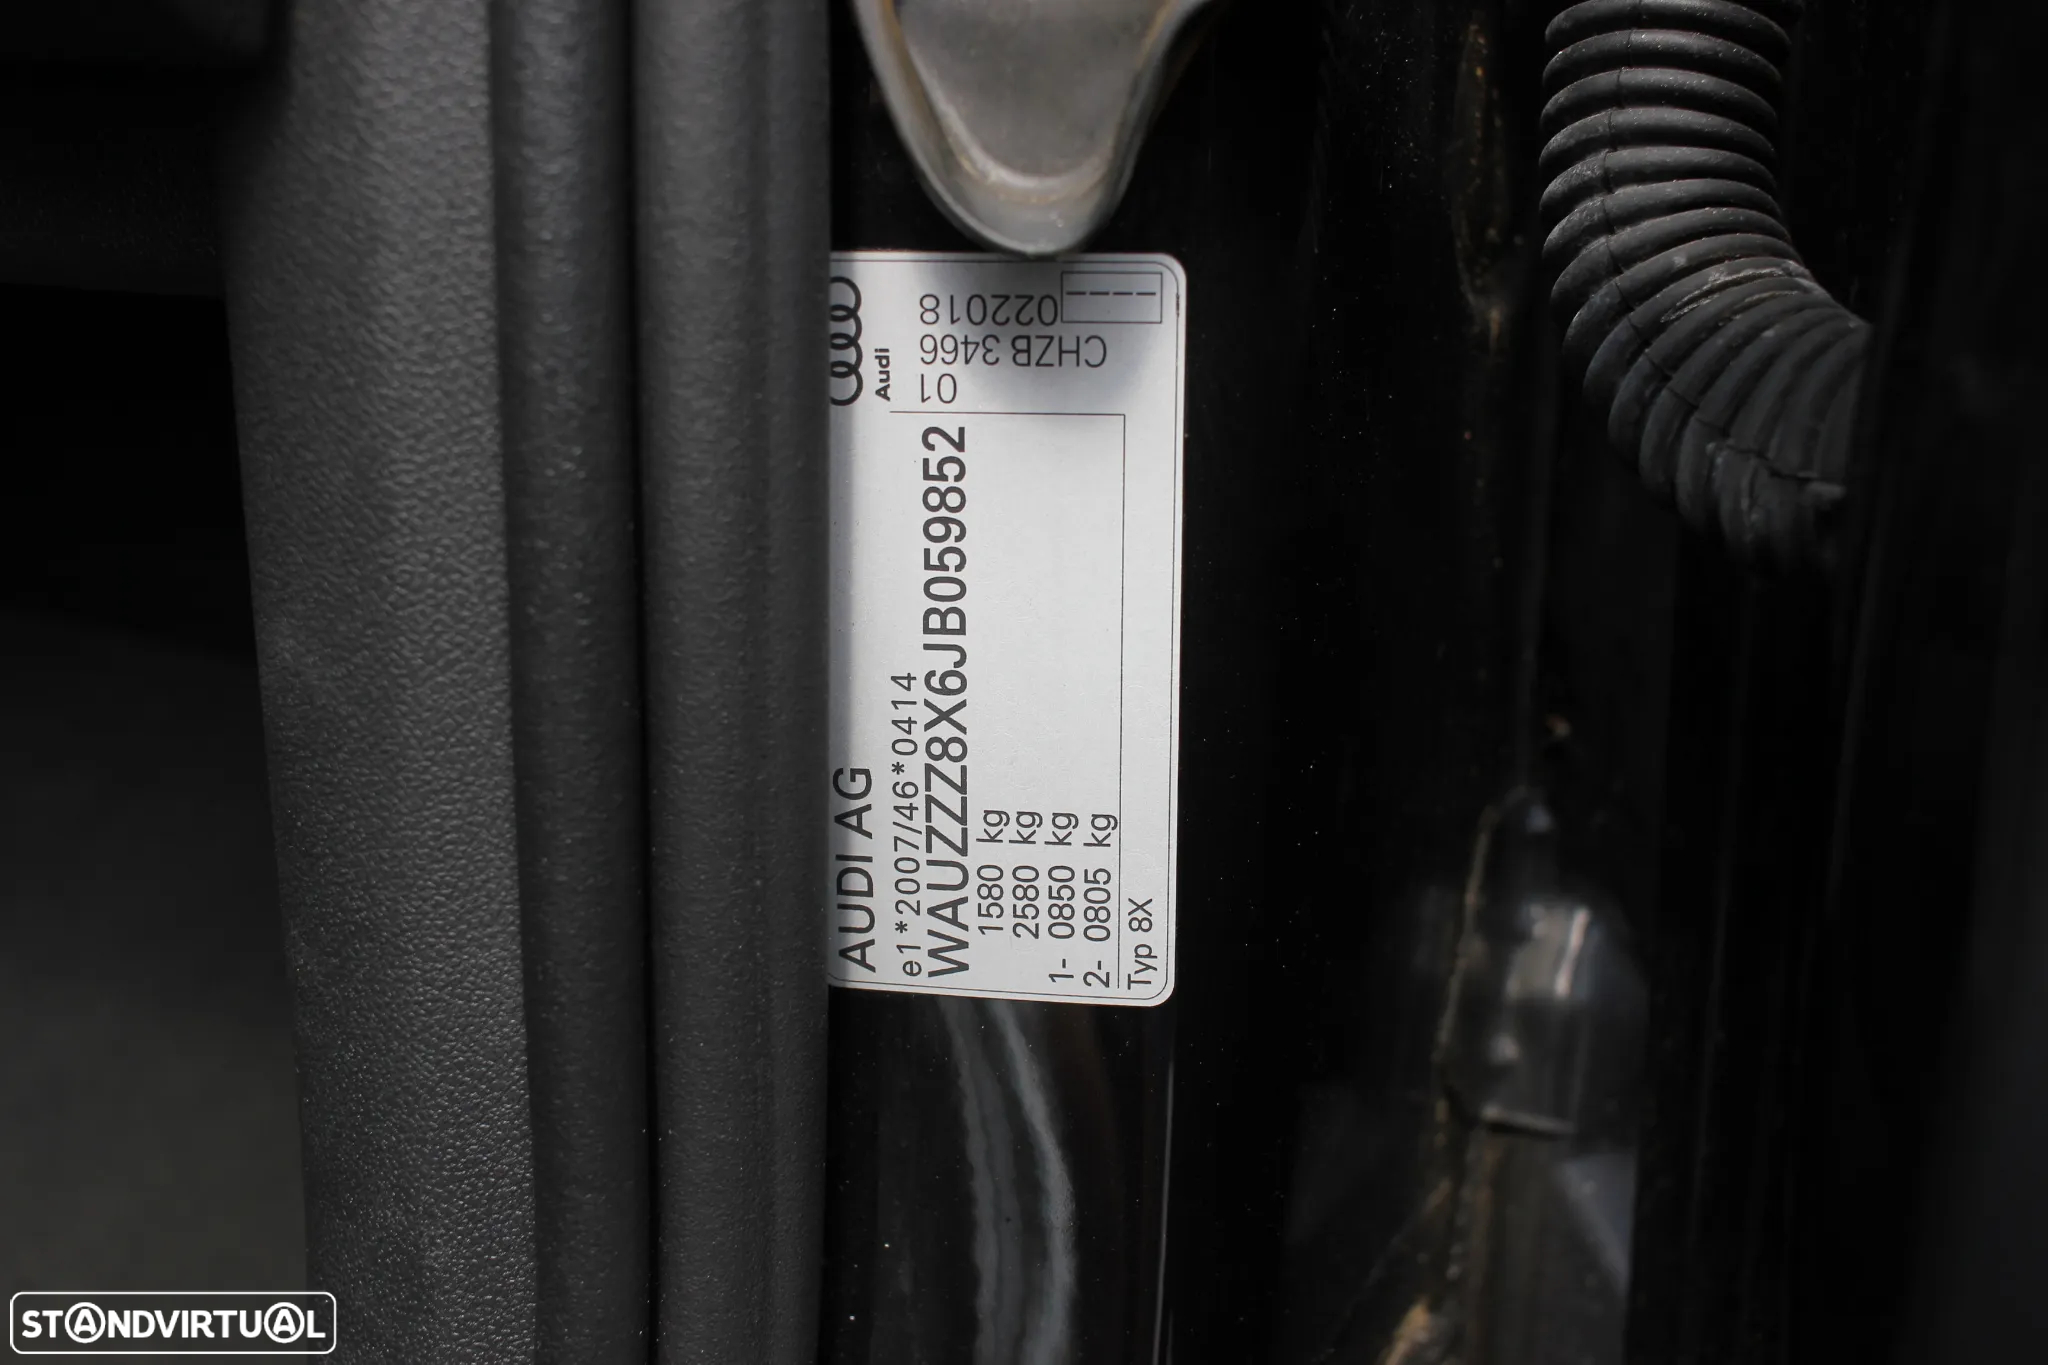 AUDI AG
Audi
e1*2007/46*0414
WAUZZZ8X6JB059852
1580 kg
2580 kg
1- 0850 kg
2- 0805 kg
Typ 8X
01
CHZB 3466
022018
----
STANDVIRTUAL